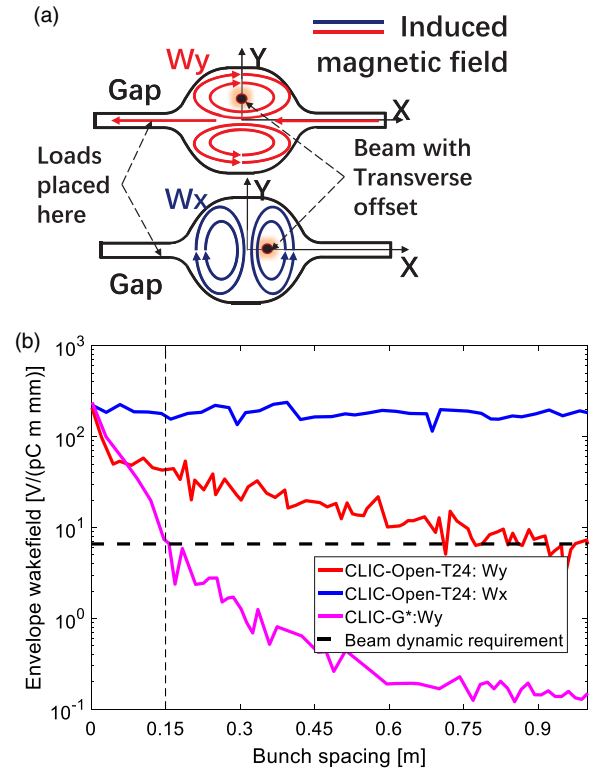 (a)
Induced
magnetic field
Wy
Y
Gap
X
Loads
placed
here
Beam with
Transverse
offset
Wx
Y
X
Gap
(b)
Envelope wakefield [V/(pC m mm)]
10³
10²
10¹
10⁰
10⁻¹
CLIC-Open-T24: Wy
CLIC-Open-T24: Wx
CLIC-G*:Wy
Beam dynamic requirement
0 0.15 0.3 0.45 0.6 0.75 0.9
Bunch spacing [m]